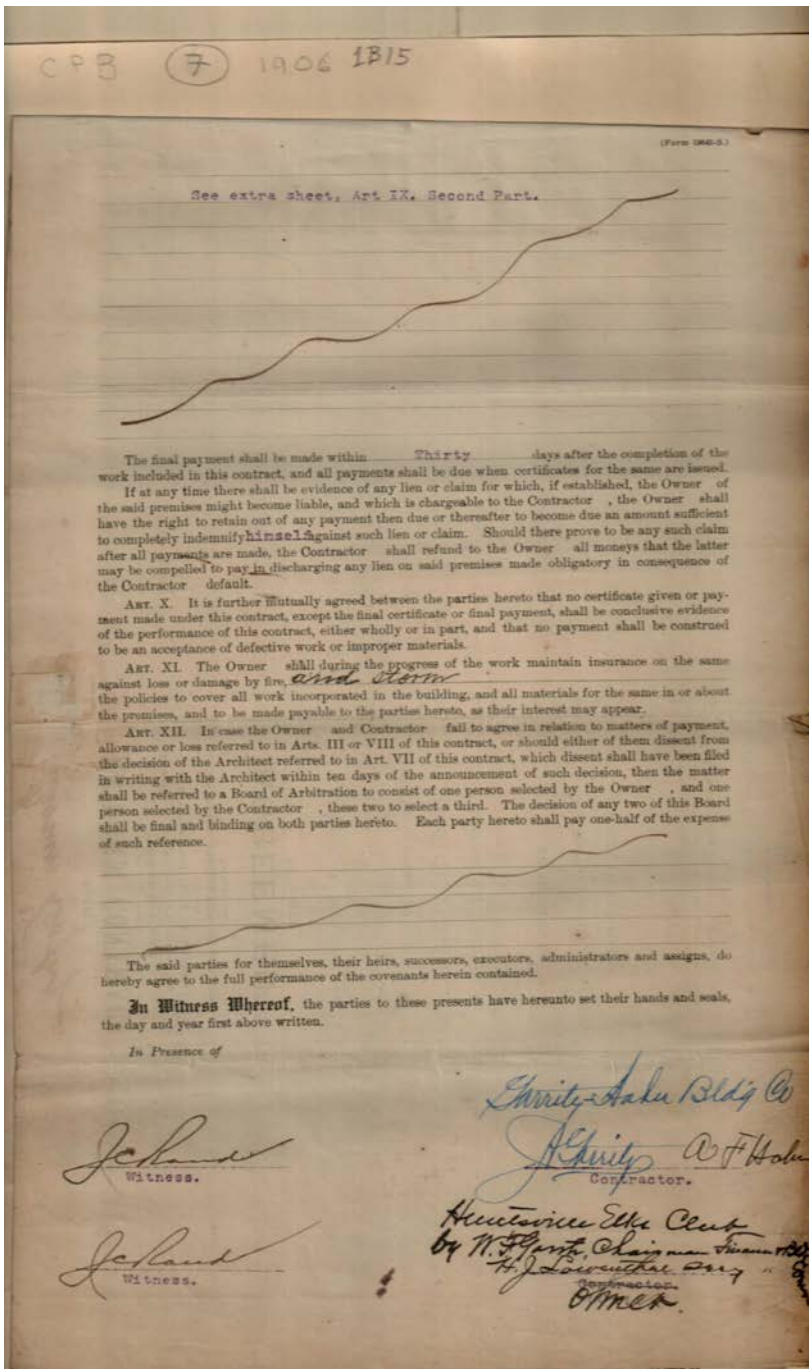 CPB 7 1906 1B15
See extra sheet, Art IX. Second Part.
The final payment shall be made within Thirty days after the completion of the
work included in this contract, and all payments shall be due when certificates for the same are issued.
If at any time there shall be evidence of any lien or claim for which, if established, the Owner of
the said premises might become liable, and which is chargeable to the Contractor , the Owner shall
have the right to retain out of any payment then due or thereafter to become due an amount sufficient
to completely indemnify himself against such lien or claim. Should there prove to be any such claim
after all payments are made, the Contractor shall refund to the Owner all moneys that the latter
may be compelled to pay in discharging any lien on said premises made obligatory in consequence of
the Contractor default.
ART. X. It is further mutually agreed between the parties hereto that no certificate given or pay-
ment made under this contract, except the final certificate or final payment, shall be conclusive evidence
of the performance of this contract, either wholly or in part, and that no payment shall be construed
to be an acceptance of defective work or improper materials.
ART. XI. The Owner shall during the progress of the work maintain insurance on the same
against loss or damage by fire, and storm
the policies to cover all work incorporated in the building, and all materials for the same in or about
the premises, and to be made payable to the parties hereto, as their interest may appear.
ART. XII. In case the Owner and Contractor fail to agree in relation to matters of payment,
allowance or loss referred to in Arts. III or VIII of this contract, or should either of them dissent from
the decision of the Architect referred to in Art. VII of this contract, which dissent shall have been filed
in writing with the Architect within ten days of the announcement of such decision, then the matter
shall be referred to a Board of Arbitration to consist of one person selected by the Owner , and one
person selected by the Contractor , these two to select a third. The decision of any two of this Board
shall be final and binding on both parties hereto. Each party hereto shall pay one-half of the expense
of such reference.
The said parties for themselves, their heirs, successors, executors, administrators and assigns, do
hereby agree to the full performance of the covenants herein contained.
In Witness Whereof, the parties to these presents have hereunto set their hands and seals,
the day and year first above written.
In Presence of
Garrity-Hahn Bldg Co
JC Rand
Witness.
A F Hahn
Contractor.
Huntsville Elks Club
by W. F. Garth, Chairman Finance
H. J. Lowenthal
JC Rand
Witness.
Contractor.
Owner.